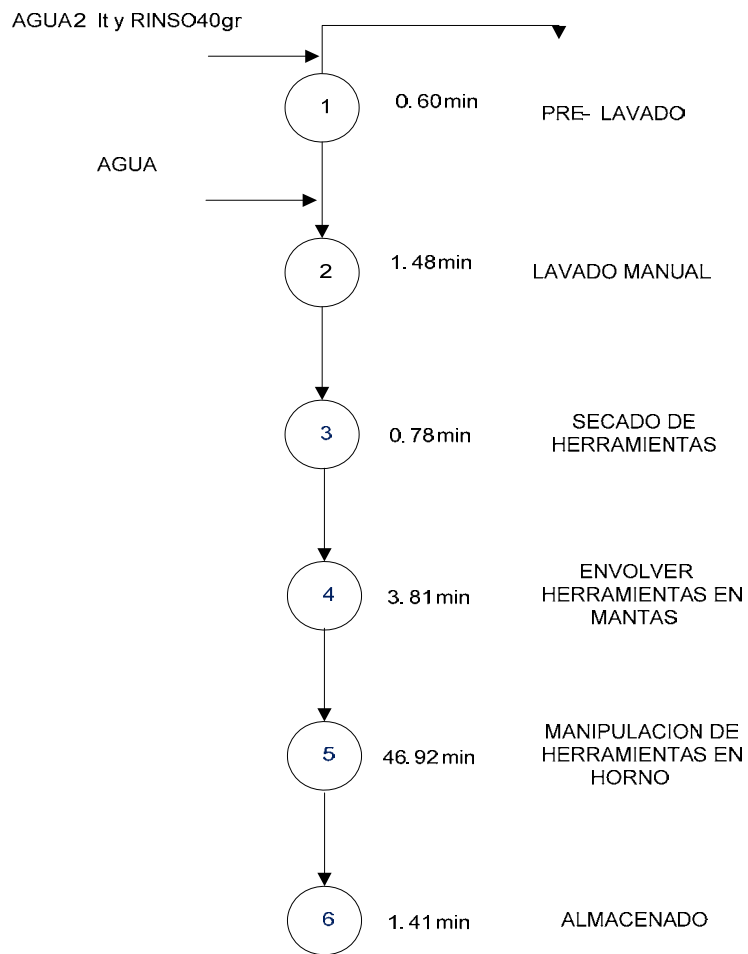 AGUA2 lt y RINSO40gr
1 0.60min PRE- LAVADO
AGUA
2 1.48min LAVADO MANUAL
3 0.78min SECADO DE
HERRAMIENTAS
4 3.81min ENVOLVER
HERRAMIENTAS EN
MANTAS
5 46.92min MANIPULACION DE
HERRAMIENTAS EN
HORNO
6 1.41min ALMACENADO